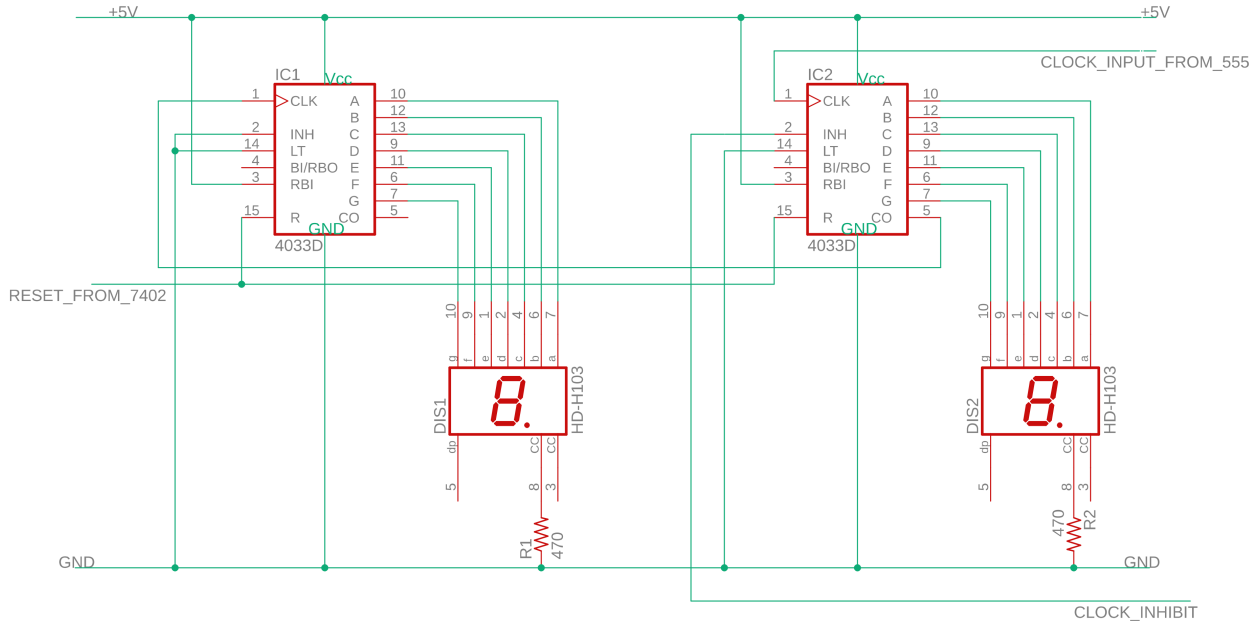 +5V
+5V
CLOCK_INPUT_FROM_555
IC1
Vcc
1 CLK A 10
B 12
2 INH C 13
14 LT D 9
4 BI/RBO E 11
3 RBI F 6
G 7
15 R CO 5
GND
4033D
IC2
Vcc
1 CLK A 10
B 12
2 INH C 13
14 LT D 9
4 BI/RBO E 11
3 RBI F 6
G 7
15 R CO 5
GND
4033D
RESET_FROM_7402
10 9 1 2 4 6 7
g f e d c b a
DIS1
HD-H103
8.
dp CC CC
5 8 3
R1
470
10 9 1 2 4 6 7
g f e d c b a
DIS2
HD-H103
8.
dp CC CC
5 8 3
470
R2
GND
GND
CLOCK_INHIBIT